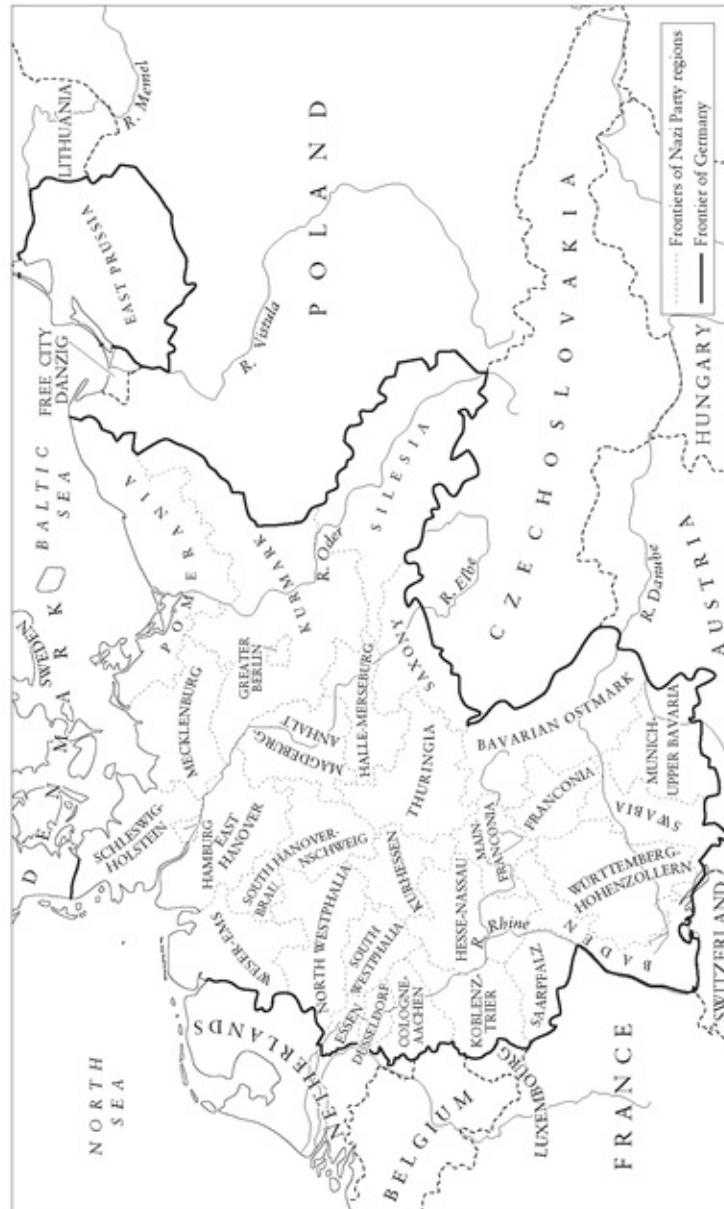 NORTH
SEA
DENMARK
SWEDEN
BALTIC
SEA
FREE CITY
DANZIG
LITHUANIA
R. Memel
EAST PRUSSIA
SCHLESWIG-
HOLSTEIN
MECKLENBURG
POMERANIA
HAMBURG
EAST
HANOVER
WESER-EMS
NETHERLANDS
GREATER
BERLIN
KURMARK
R. Vistula
POLAND
SOUTH HANOVER-
BRAU NSCHWEIG
MAGDEBURG-
ANHALT
NORTH WESTPHALIA
SOUTH
WESTPHALIA
ESSEN
DESSELDORF
COLOGNE-
AACHEN
HALLE-MERSEBURG
R. Oder
SILESIA
KURHESSEN
THURINGIA
SAXONY
R. Elbe
BELGIUM
KOBLENZ-
TRIER
HESSE-NASSAU
MAIN
FRANCONIA
R. Rhine
LUXEMBOURG
SAARPFALZ
FRANCONIA
BAVARIAN OSTMARK
CZECHOSLOVAKIA
FRANCE
BADEN
WÜRTTEMBERG-
HOHENZOLLERN
SWABIA
MUNICH-
UPPER BAVARIA
R. Danube
SWITZERLAND
AUSTRIA
HUNGARY
Frontiers of Nazi Party regions
Frontier of Germany